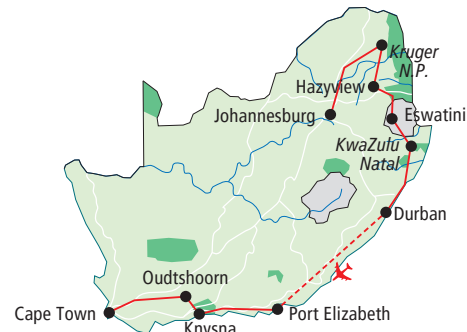 Kruger
N.P.
Hazyview
Johannesburg
Eswatini
KwaZulu
Natal
Durban
Oudtshoorn
Cape Town
Knysna
Port Elizabeth